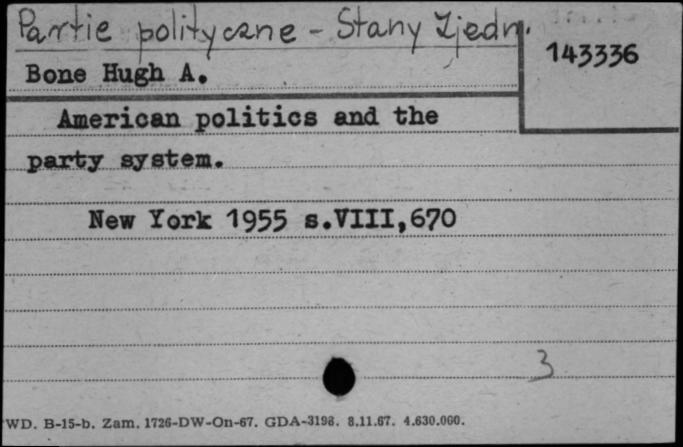 Partie polityczne - Stany Zjedn.
143336
Bone Hugh A.
American politics and the
party system.
New York 1955 s.VIII,670
3
WD. B-15-b. Zam. 1726-DW-On-67. GDA-3198. 8.11.67. 4.630.000.